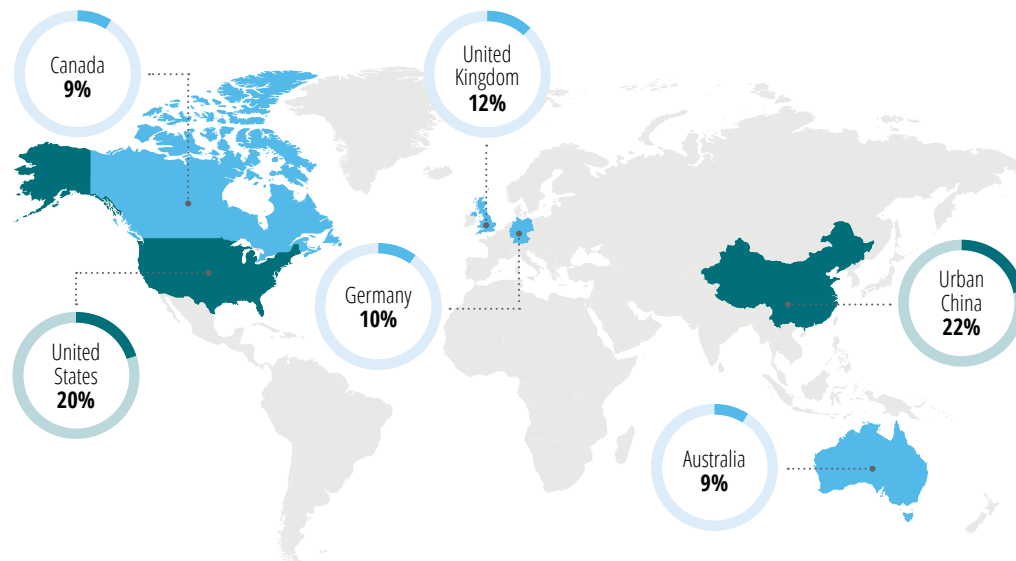 Canada
9%
United
Kingdom
12%
Germany
10%
Urban
China
22%
United
States
20%
Australia
9%